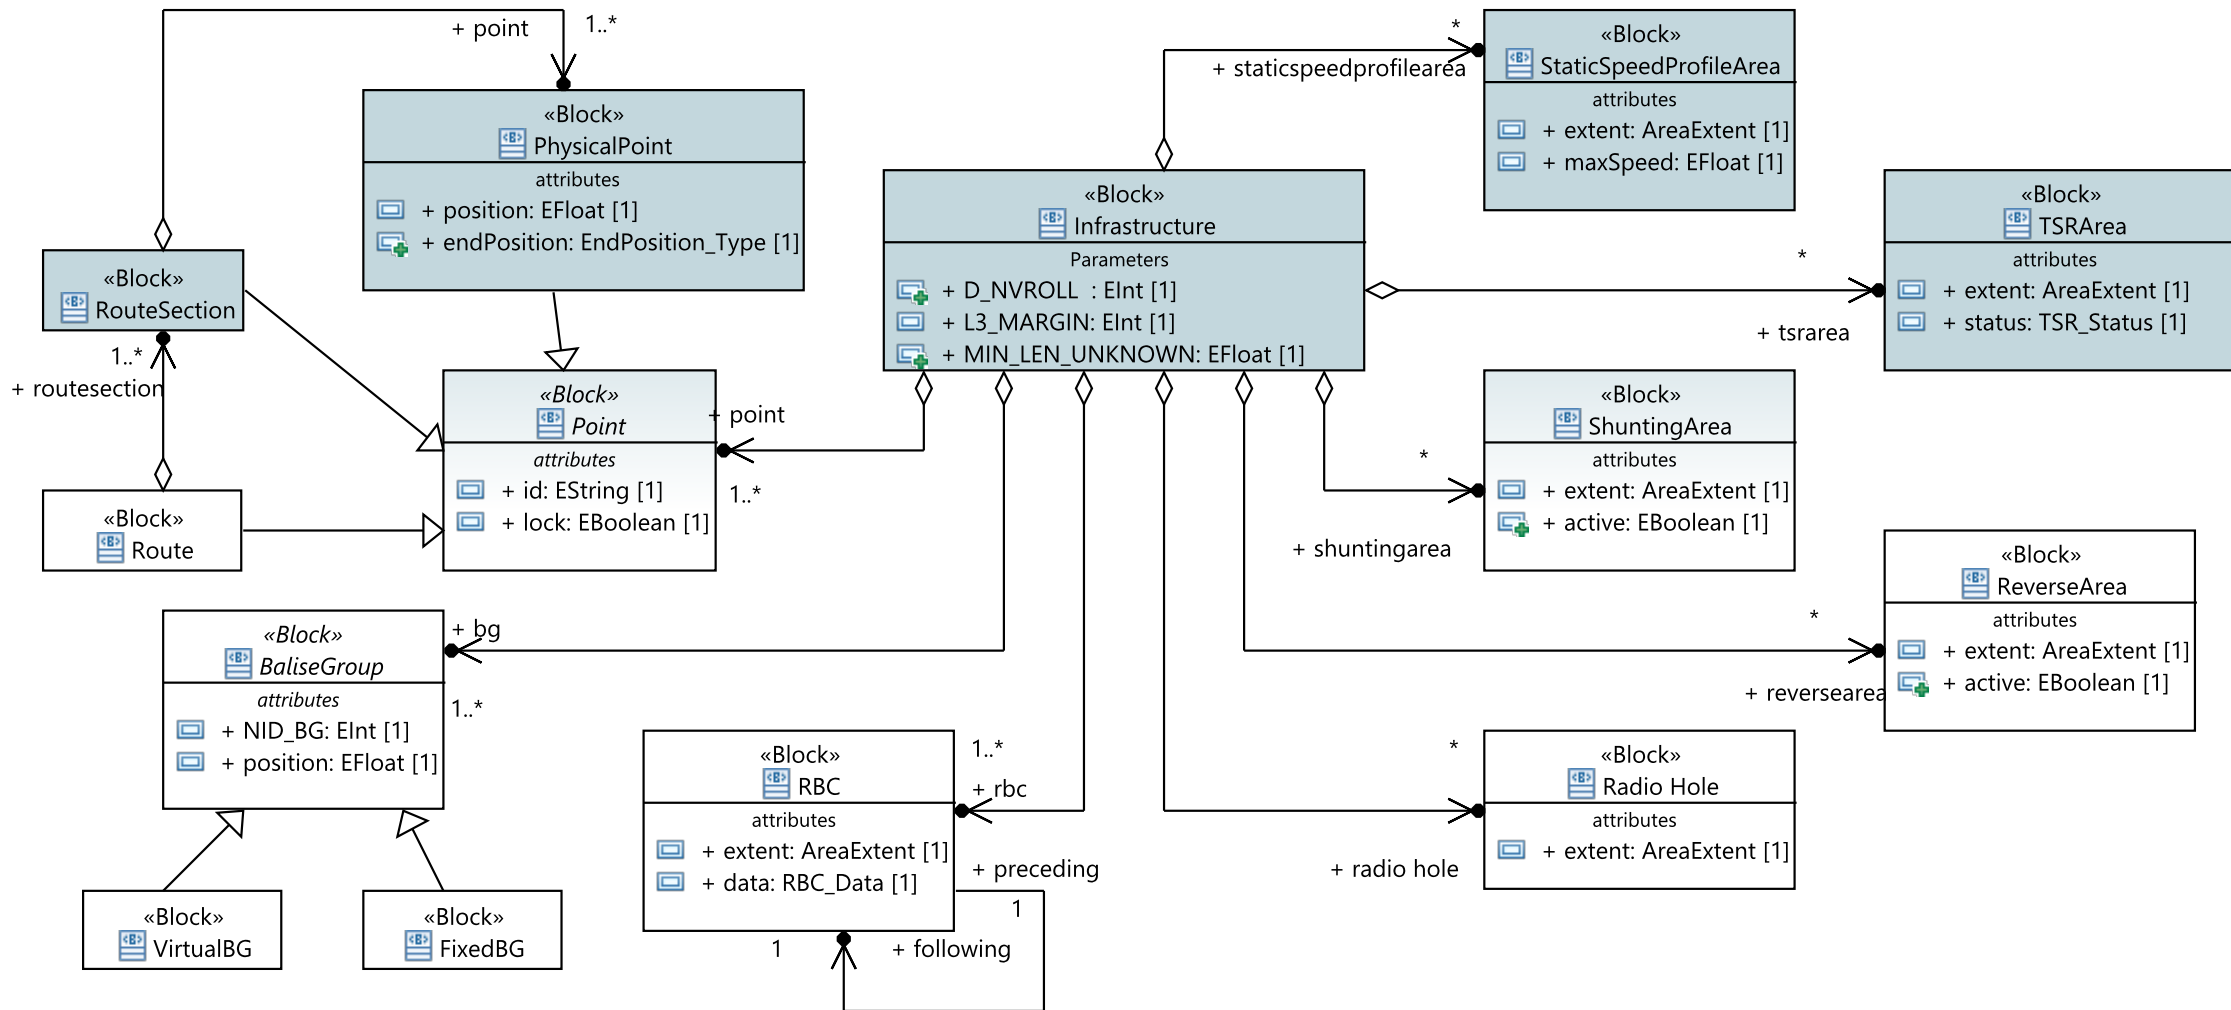 + point
1..*
«Block»
PhysicalPoint
attributes
+ position: EFloat [1]
+ endPosition: EndPosition_Type [1]
«Block»
RouteSection
1..*
+ routesection
«Block»
Route
«Block»
Point
attributes
+ id: EString [1]
+ lock: EBoolean [1]
+ point
1..*
«Block»
Infrastructure
Parameters
+ D_NVROLL : EInt [1]
+ L3_MARGIN: EInt [1]
+ MIN_LEN_UNKNOWN: EFloat [1]
*
+ staticspeedprofilearea
«Block»
StaticSpeedProfileArea
attributes
+ extent: AreaExtent [1]
+ maxSpeed: EFloat [1]
*
+ tsrarea
«Block»
TSRArea
attributes
+ extent: AreaExtent [1]
+ status: TSR_Status [1]
*
+ shuntingarea
«Block»
ShuntingArea
attributes
+ extent: AreaExtent [1]
+ active: EBoolean [1]
*
+ reversearea
«Block»
ReverseArea
attributes
+ extent: AreaExtent [1]
+ active: EBoolean [1]
«Block»
BaliseGroup
attributes
+ NID_BG: EInt [1]
+ position: EFloat [1]
+ bg
1..*
«Block»
VirtualBG
«Block»
FixedBG
«Block»
RBC
attributes
+ extent: AreaExtent [1]
+ data: RBC_Data [1]
1..*
+ rbc
+ preceding
1
1
+ following
*
+ radio hole
«Block»
Radio Hole
attributes
+ extent: AreaExtent [1]